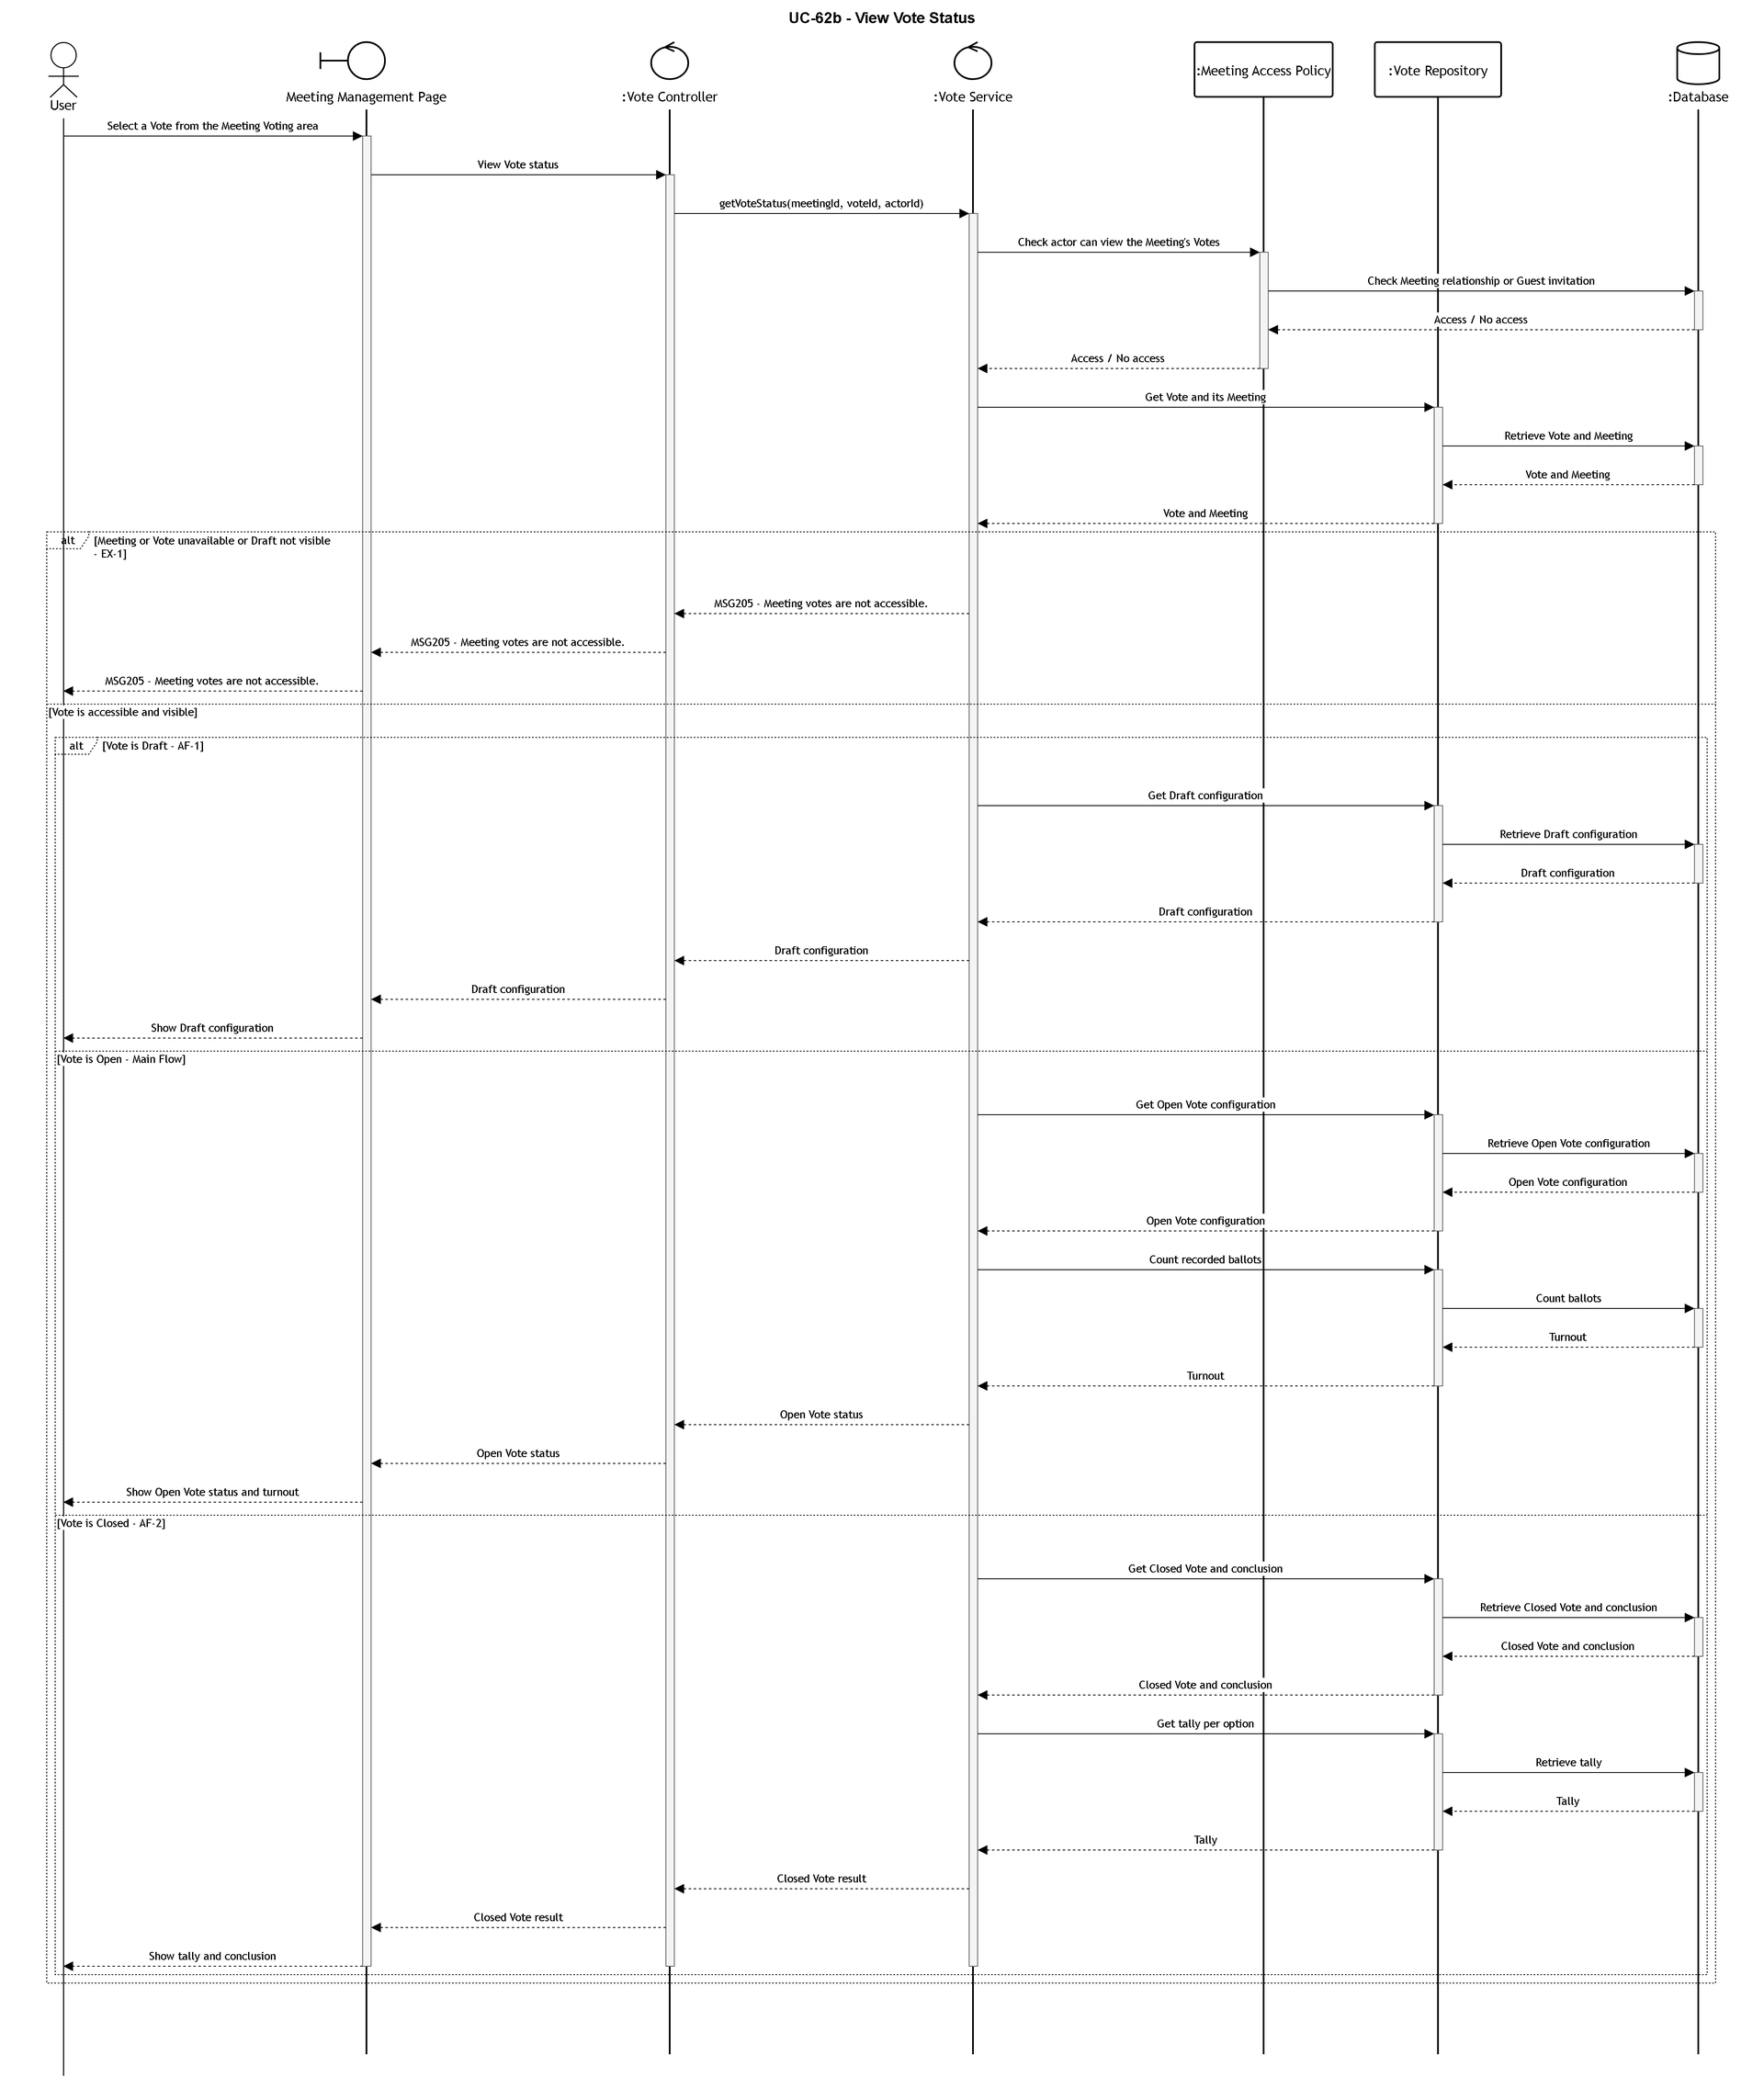 UC-62b - View Vote Status
User
Meeting Management Page
:Vote Controller
:Vote Service
:Meeting Access Policy
:Vote Repository
:Database
Select a Vote from the Meeting Voting area
View Vote status
getVoteStatus(meetingId, voteId, actorId)
Check actor can view the Meeting's Votes
Check Meeting relationship or Guest invitation
Access / No access
Access / No access
Get Vote and its Meeting
Retrieve Vote and Meeting
Vote and Meeting
Vote and Meeting
alt
[Meeting or Vote unavailable or Draft not visible
- EX-1]
MSG205 - Meeting votes are not accessible.
MSG205 - Meeting votes are not accessible.
MSG205 - Meeting votes are not accessible.
[Vote is accessible and visible]
alt
[Vote is Draft - AF-1]
Get Draft configuration
Retrieve Draft configuration
Draft configuration
Draft configuration
Draft configuration
Draft configuration
Show Draft configuration
[Vote is Open - Main Flow]
Get Open Vote configuration
Retrieve Open Vote configuration
Open Vote configuration
Open Vote configuration
Count recorded ballots
Count ballots
Turnout
Turnout
Open Vote status
Open Vote status
Show Open Vote status and turnout
[Vote is Closed - AF-2]
Get Closed Vote and conclusion
Retrieve Closed Vote and conclusion
Closed Vote and conclusion
Closed Vote and conclusion
Get tally per option
Retrieve tally
Tally
Tally
Closed Vote result
Closed Vote result
Show tally and conclusion